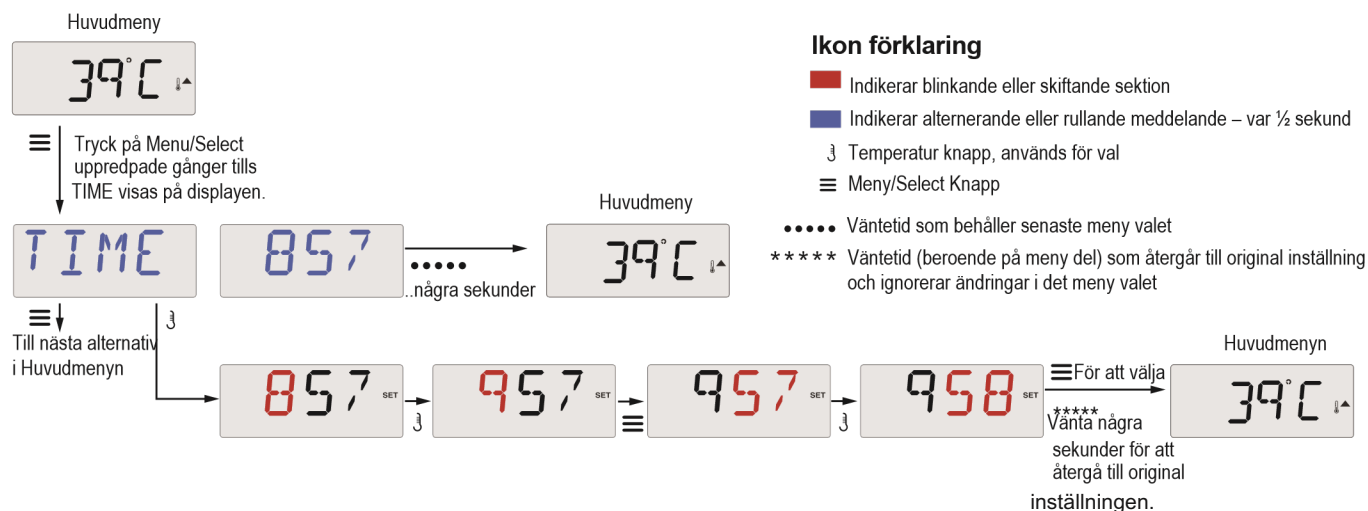 Huvudmeny
39°C
Tryck på Menu/Select
uppredpade gånger tills
TIME visas på displayen.
TIME
857
..några sekunder
Huvudmeny
39°C
Till nästa alternativ
i Huvudmenyn
857 SET
957 SET
957 SET
958 SET
För att välja
*****
Vänta några
sekunder för att
återgå till original
inställningen.
Huvudmenyn
39°C
Ikon förklaring
Indikerar blinkande eller skiftande sektion
Indikerar alternerande eller rullande meddelande – var ½ sekund
Temperatur knapp, används för val
Meny/Select Knapp
••••• Väntetid som behåller senaste meny valet
***** Väntetid (beroende på meny del) som återgår till original inställning
och ignorerar ändringar i det meny valet